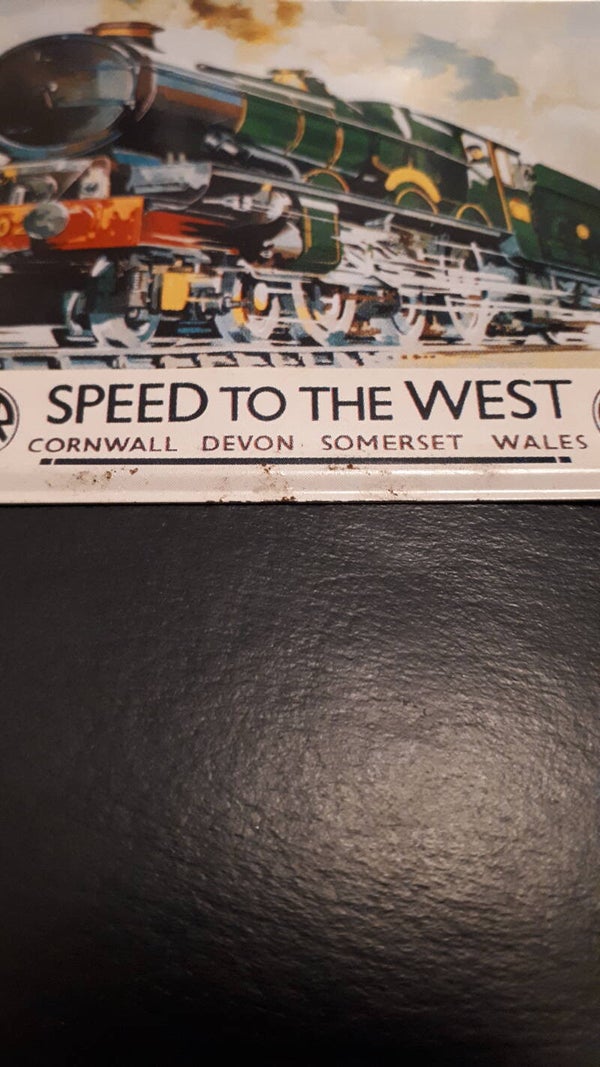 SPEED TO THE WEST
CORNWALL DEVON SOMERSET WALES